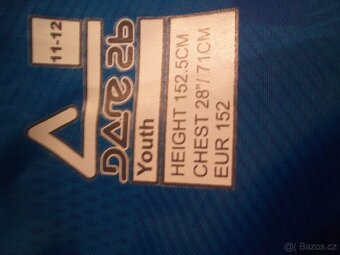 11-12
DARE 2b
Youth
HEIGHT 152.5CM
CHEST 28"/ 71CM
EUR 152
© Bazos.cz